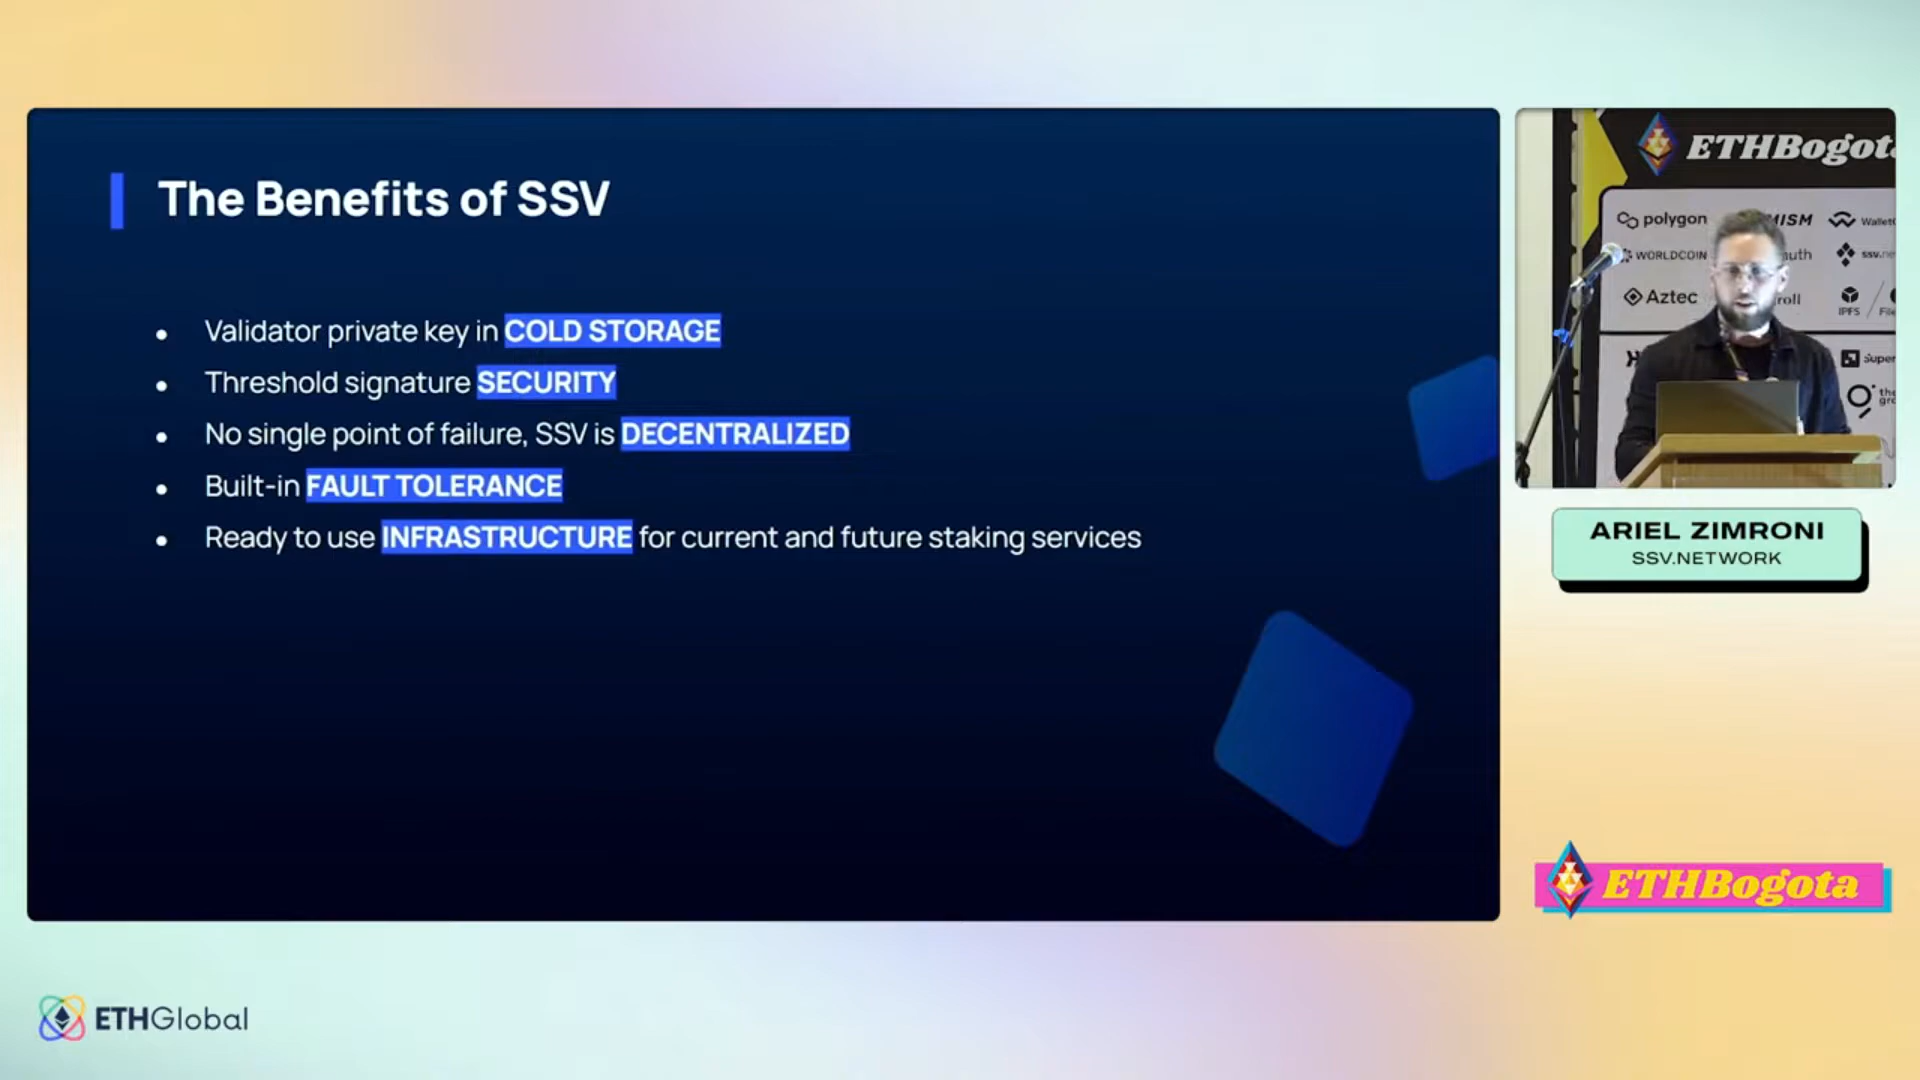 The Benefits of SSV
Validator private key in COLD STORAGE
Threshold signature SECURITY
No single point of failure, SSV is DECENTRALIZED
Built-in FAULT TOLERANCE
Ready to use INFRASTRUCTURE for current and future staking services
ETHBogota
polygon
WORLDCOIN
Aztec
IPFS
ARIEL ZIMRONI
SSV.NETWORK
ETHBogota
ETHGlobal